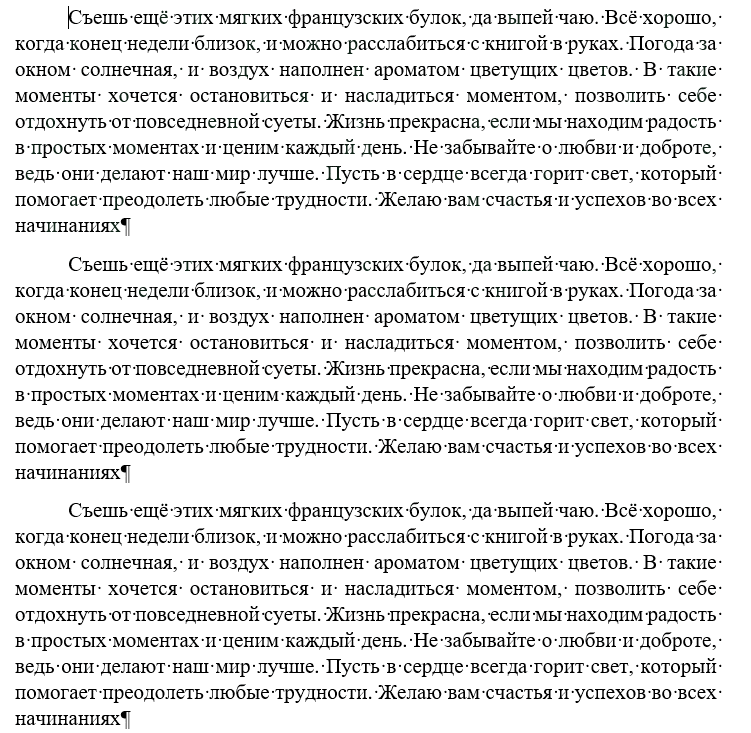 Съешь ещё этих мягких французских булок, да выпей чаю. Всё хорошо,
когда конец недели близок, и можно расслабиться с книгой в руках. Погода за
окном солнечная, и воздух наполнен ароматом цветущих цветов. В такие
моменты хочется остановиться и насладиться моментом, позволить себе
отдохнуть от повседневной суеты. Жизнь прекрасна, если мы находим радость
в простых моментах и ценим каждый день. Не забывайте о любви и доброте,
ведь они делают наш мир лучше. Пусть в сердце всегда горит свет, который
помогает преодолеть любые трудности. Желаю вам счастья и успехов во всех
начинаниях¶
Съешь ещё этих мягких французских булок, да выпей чаю. Всё хорошо,
когда конец недели близок, и можно расслабиться с книгой в руках. Погода за
окном солнечная, и воздух наполнен ароматом цветущих цветов. В такие
моменты хочется остановиться и насладиться моментом, позволить себе
отдохнуть от повседневной суеты. Жизнь прекрасна, если мы находим радость
в простых моментах и ценим каждый день. Не забывайте о любви и доброте,
ведь они делают наш мир лучше. Пусть в сердце всегда горит свет, который
помогает преодолеть любые трудности. Желаю вам счастья и успехов во всех
начинаниях¶
Съешь ещё этих мягких французских булок, да выпей чаю. Всё хорошо,
когда конец недели близок, и можно расслабиться с книгой в руках. Погода за
окном солнечная, и воздух наполнен ароматом цветущих цветов. В такие
моменты хочется остановиться и насладиться моментом, позволить себе
отдохнуть от повседневной суеты. Жизнь прекрасна, если мы находим радость
в простых моментах и ценим каждый день. Не забывайте о любви и доброте,
ведь они делают наш мир лучше. Пусть в сердце всегда горит свет, который
помогает преодолеть любые трудности. Желаю вам счастья и успехов во всех
начинаниях¶